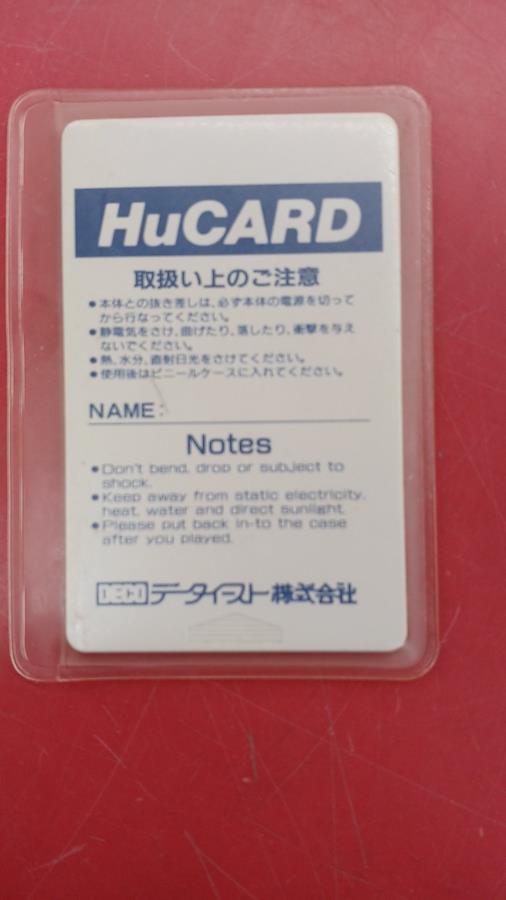 HuCARD
取扱い上のご注意
●本体との抜き差しは、必ず本体の電源を切って
から行なってください。
●静電気をさけ、曲げたり、落したり、衝撃を与え
ないでください。
●熱、水分、直射日光をさけてください。
●使用後はビニールケースに入れてください。
NAME:
Notes
●Don't bend, drop or subject to
shock.
●Keep away from static electricity,
heat, water and direct sunlight.
●Please put back in-to the case
after you played.
DECO データイースト株式会社